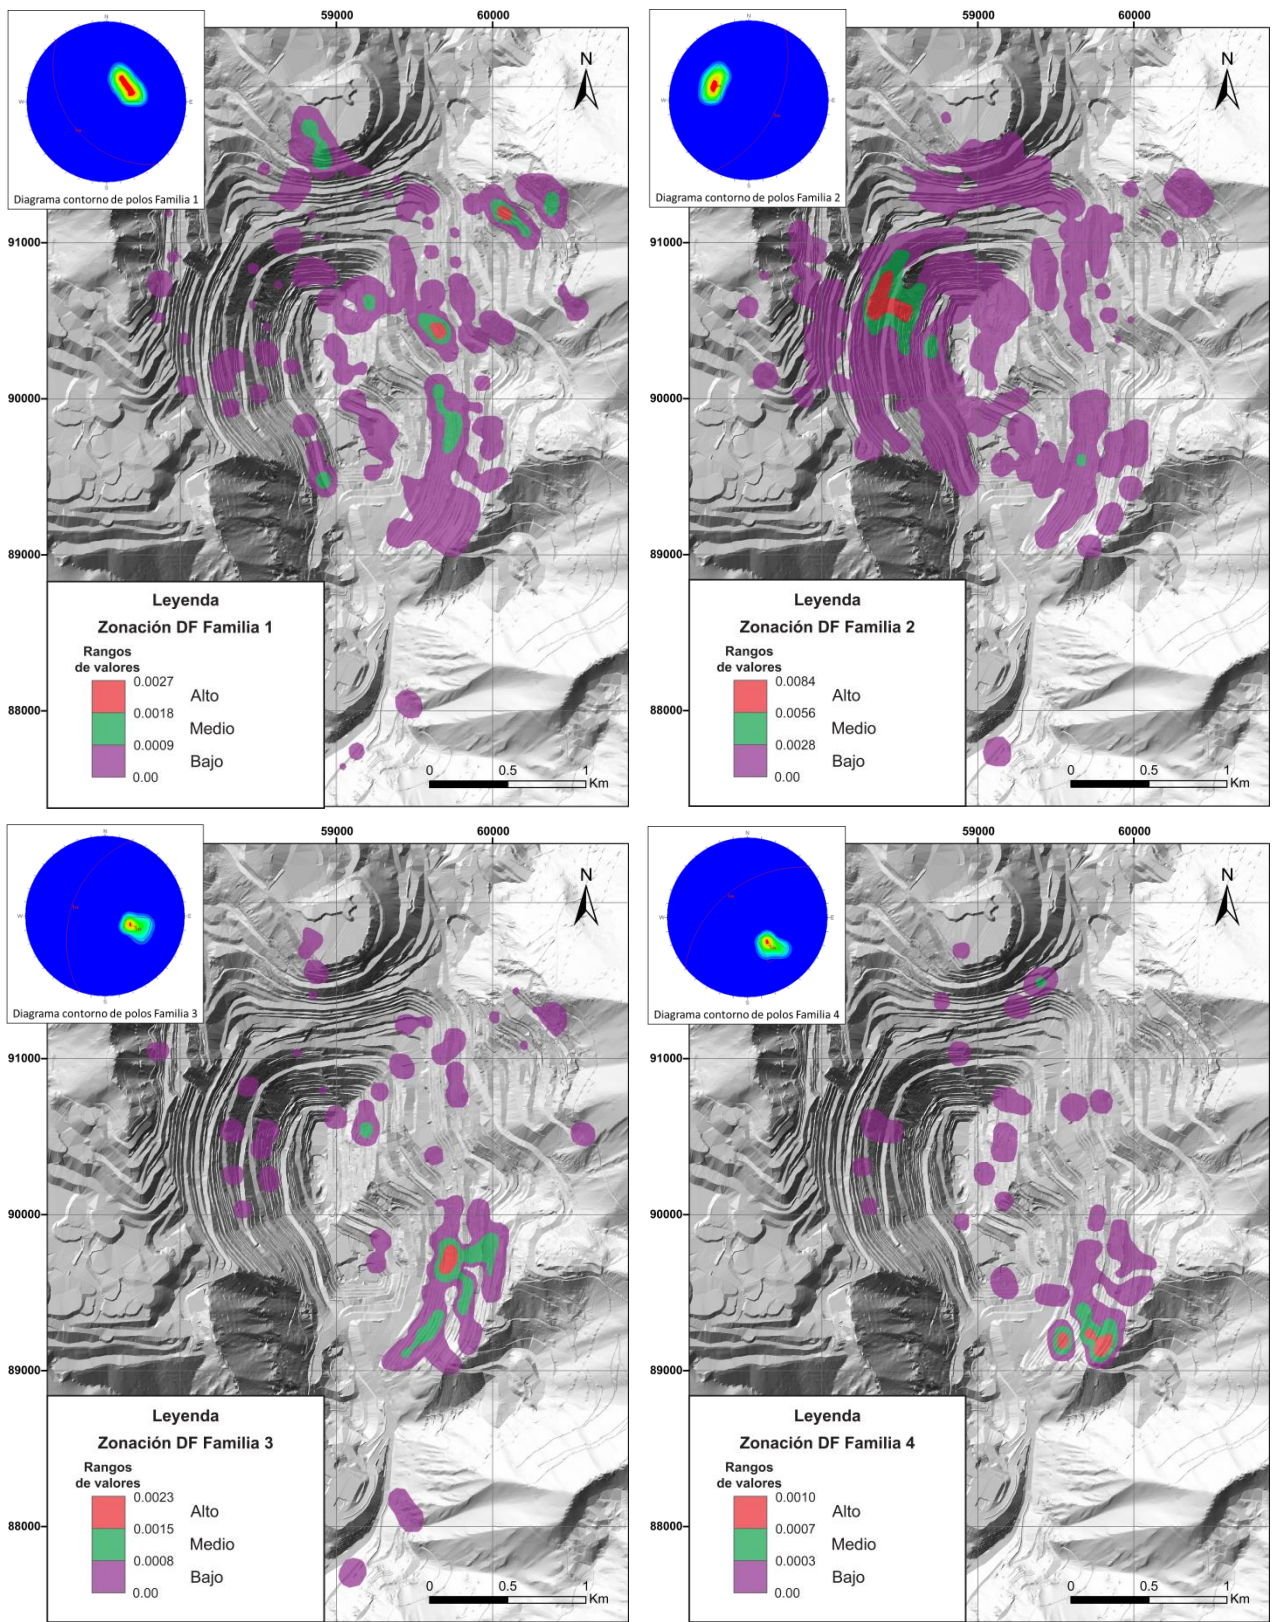 59000 60000
N
N
W E
S
Diagrama contorno de polos Familia 1
91000
90000
89000
88000
Leyenda
Zonación DF Familia 1
Rangos
de valores
0.0027
Alto
0.0018
Medio
0.0009
Bajo
0.00
0 0.5 1
Km
59000 60000
N
N
W E
S
Diagrama contorno de polos Familia 2
91000
90000
89000
88000
Leyenda
Zonación DF Familia 2
Rangos
de valores
0.0084
Alto
0.0056
Medio
0.0028
Bajo
0.00
0 0.5 1
Km
59000 60000
N
N
W E
S
Diagrama contorno de polos Familia 3
91000
90000
89000
88000
Leyenda
Zonación DF Familia 3
Rangos
de valores
0.0023
Alto
0.0015
Medio
0.0008
Bajo
0.00
0 0.5 1
Km
59000 60000
N
N
W E
S
Diagrama contorno de polos Familia 4
91000
90000
89000
88000
Leyenda
Zonación DF Familia 4
Rangos
de valores
0.0010
Alto
0.0007
Medio
0.0003
Bajo
0.00
0 0.5 1
Km